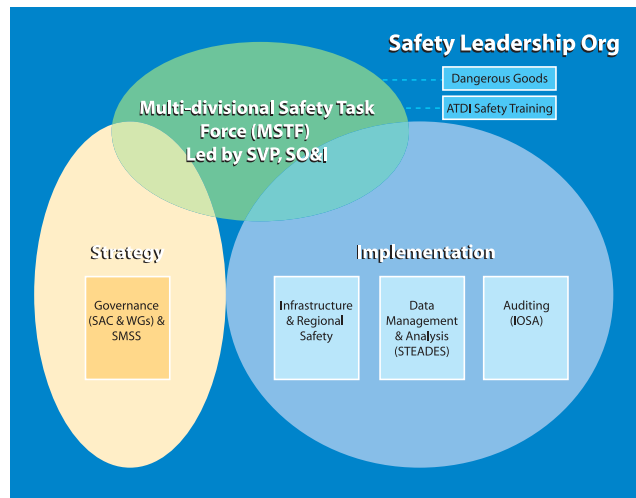 Safety Leadership Org
Dangerous Goods
ATDI Safety Training
Multi-divisional Safety Task
Force (MSTF)
Led by SVP, SO&I
Strategy
Governance
(SAC & WGs) &
SMSS
Implementation
Infrastructure
& Regional
Safety
Data
Management
& Analysis
(STEADES)
Auditing
(IOSA)